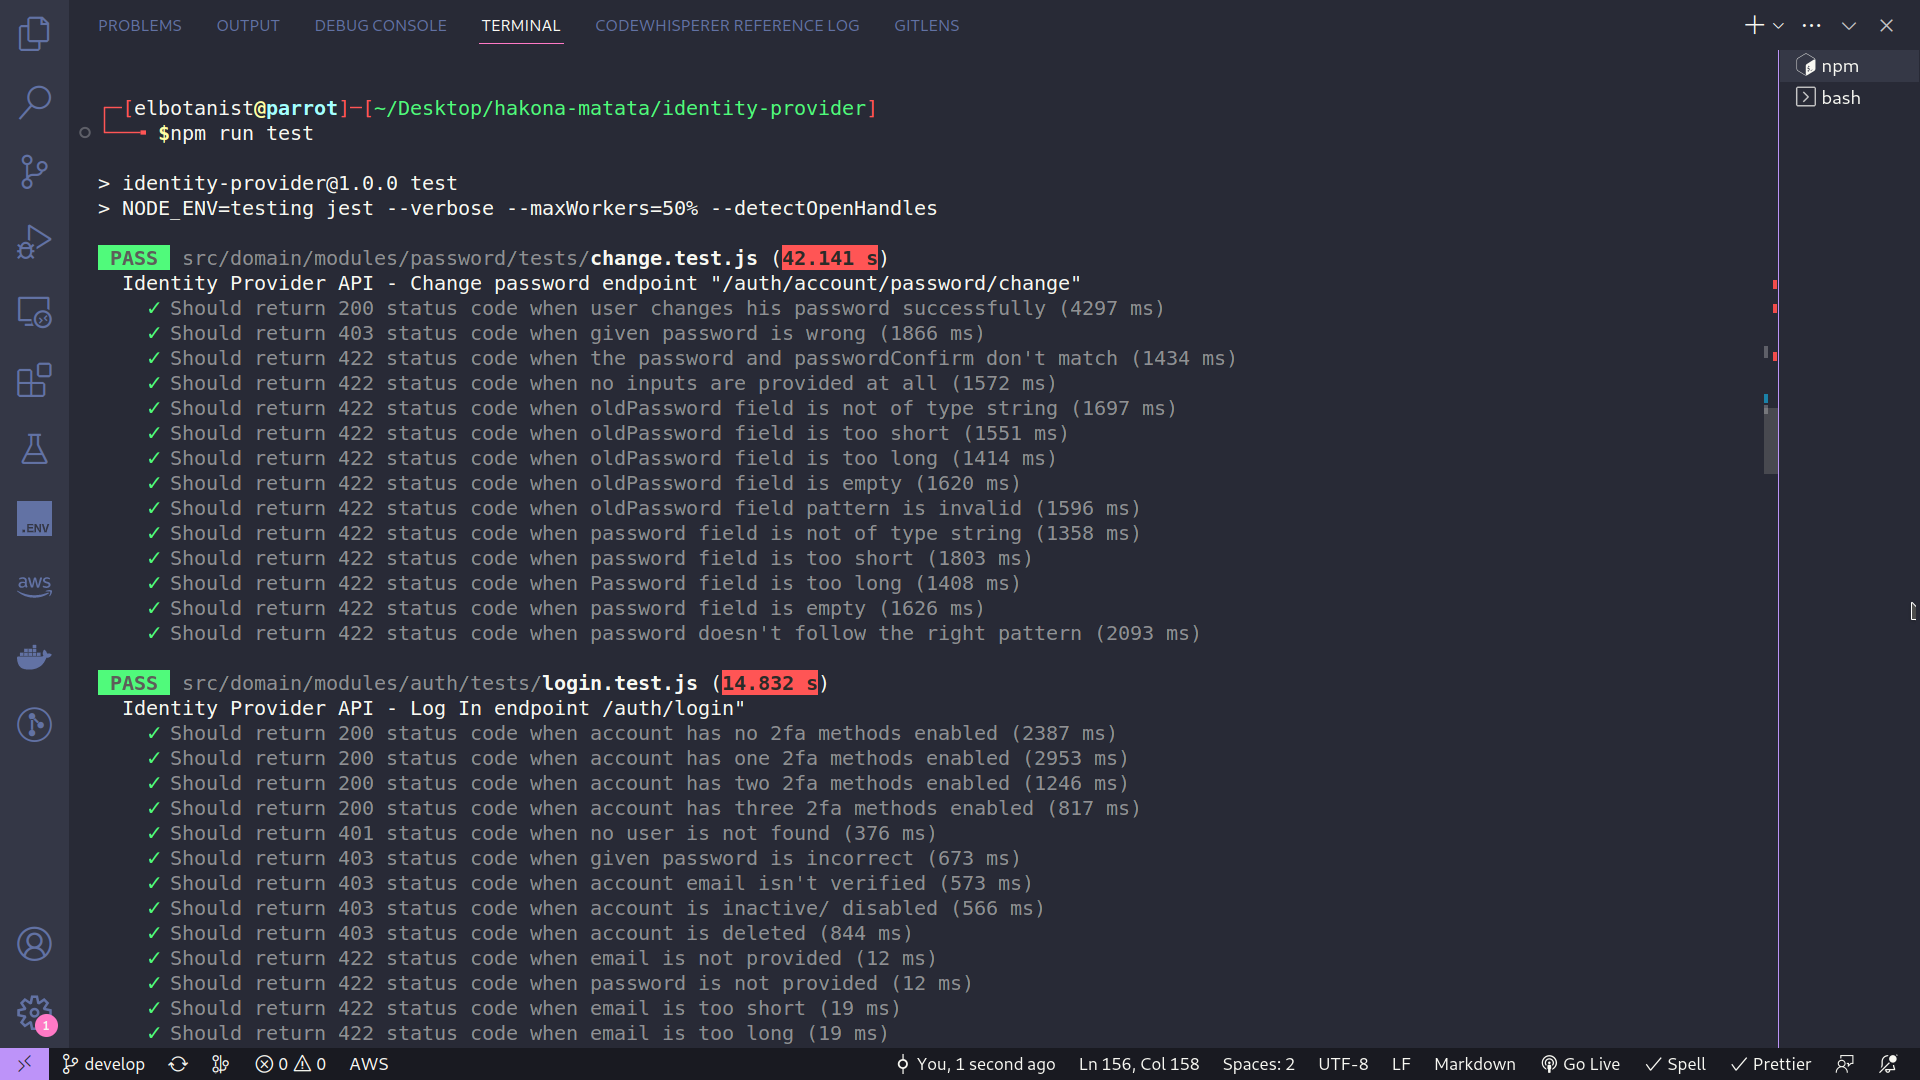 PROBLEMS OUTPUT DEBUG CONSOLE TERMINAL CODEWHISPERER REFERENCE LOG GITLENS
npm
bash
[elbotanist@parrot]─[~/Desktop/hakona-matata/identity-provider]
$npm run test
> identity-provider@1.0.0 test
> NODE_ENV=testing jest --verbose --maxWorkers=50% --detectOpenHandles
PASS src/domain/modules/password/tests/change.test.js (42.141 s)
Identity Provider API - Change password endpoint "/auth/account/password/change"
✓ Should return 200 status code when user changes his password successfully (4297 ms)
✓ Should return 403 status code when given password is wrong (1866 ms)
✓ Should return 422 status code when the password and passwordConfirm don't match (1434 ms)
✓ Should return 422 status code when no inputs are provided at all (1572 ms)
✓ Should return 422 status code when oldPassword field is not of type string (1697 ms)
✓ Should return 422 status code when oldPassword field is too short (1551 ms)
✓ Should return 422 status code when oldPassword field is too long (1414 ms)
✓ Should return 422 status code when oldPassword field is empty (1620 ms)
✓ Should return 422 status code when oldPassword field pattern is invalid (1596 ms)
✓ Should return 422 status code when password field is not of type string (1358 ms)
✓ Should return 422 status code when password field is too short (1803 ms)
✓ Should return 422 status code when Password field is too long (1408 ms)
✓ Should return 422 status code when password field is empty (1626 ms)
✓ Should return 422 status code when password doesn't follow the right pattern (2093 ms)
PASS src/domain/modules/auth/tests/login.test.js (14.832 s)
Identity Provider API - Log In endpoint /auth/login"
✓ Should return 200 status code when account has no 2fa methods enabled (2387 ms)
✓ Should return 200 status code when account has one 2fa methods enabled (2953 ms)
✓ Should return 200 status code when account has two 2fa methods enabled (1246 ms)
✓ Should return 200 status code when account has three 2fa methods enabled (817 ms)
✓ Should return 401 status code when no user is not found (376 ms)
✓ Should return 403 status code when given password is incorrect (673 ms)
✓ Should return 403 status code when account email isn't verified (573 ms)
✓ Should return 403 status code when account is inactive/ disabled (566 ms)
✓ Should return 403 status code when account is deleted (844 ms)
✓ Should return 422 status code when email is not provided (12 ms)
✓ Should return 422 status code when password is not provided (12 ms)
✓ Should return 422 status code when email is too short (19 ms)
✓ Should return 422 status code when email is too long (19 ms)
.ENV
aws
1
develop 0 0 AWS You, 1 second ago Ln 156, Col 158 Spaces: 2 UTF-8 LF Markdown Go Live Spell Prettier